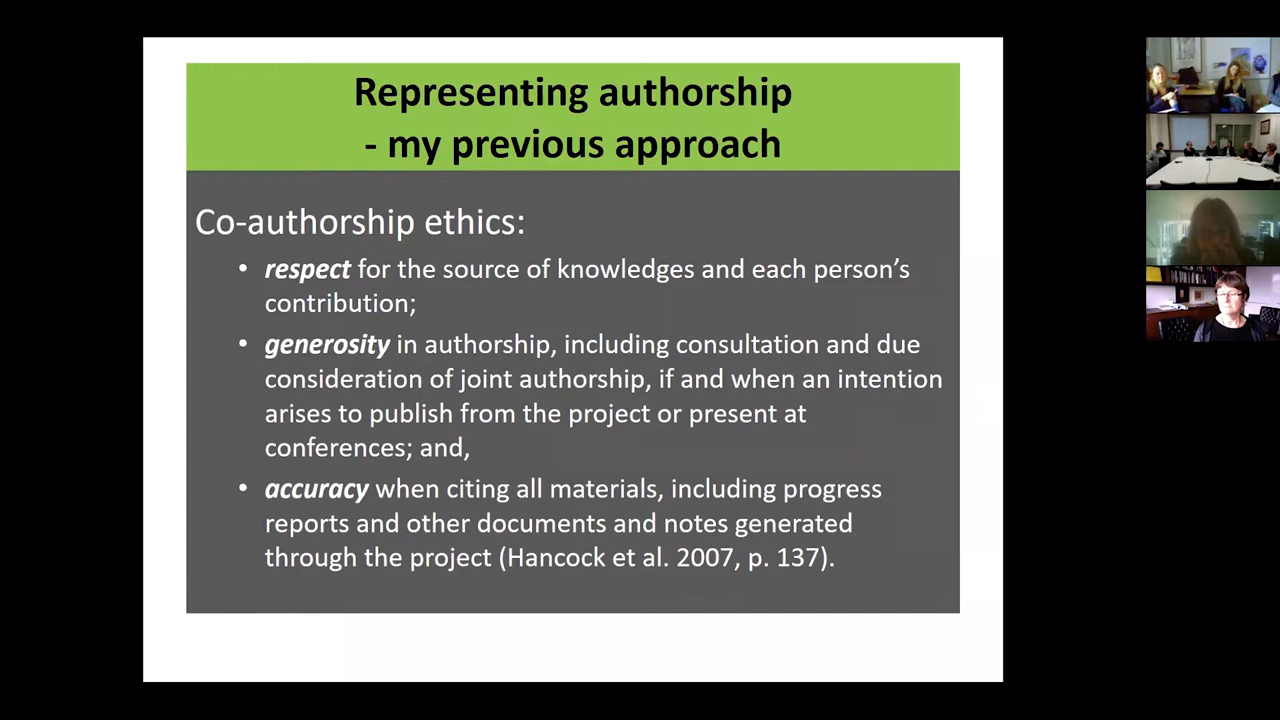 Representing authorship
- my previous approach
Co-authorship ethics:
• respect for the source of knowledges and each person’s
contribution;
• generosity in authorship, including consultation and due
consideration of joint authorship, if and when an intention
arises to publish from the project or present at
conferences; and,
• accuracy when citing all materials, including progress
reports and other documents and notes generated
through the project (Hancock et al. 2007, p. 137).